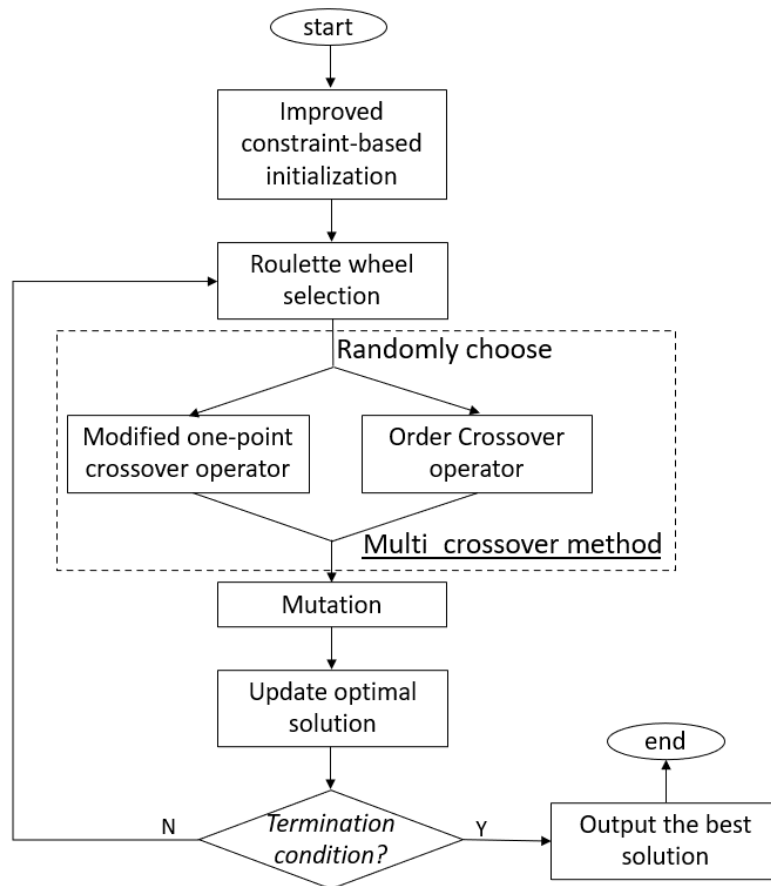 start
Improved
constraint-based
initialization
Roulette wheel
selection
Randomly choose
Modified one-point
crossover operator
Order Crossover
operator
Multi crossover method
Mutation
Update optimal
solution
end
N
Termination
condition?
Y
Output the best
solution